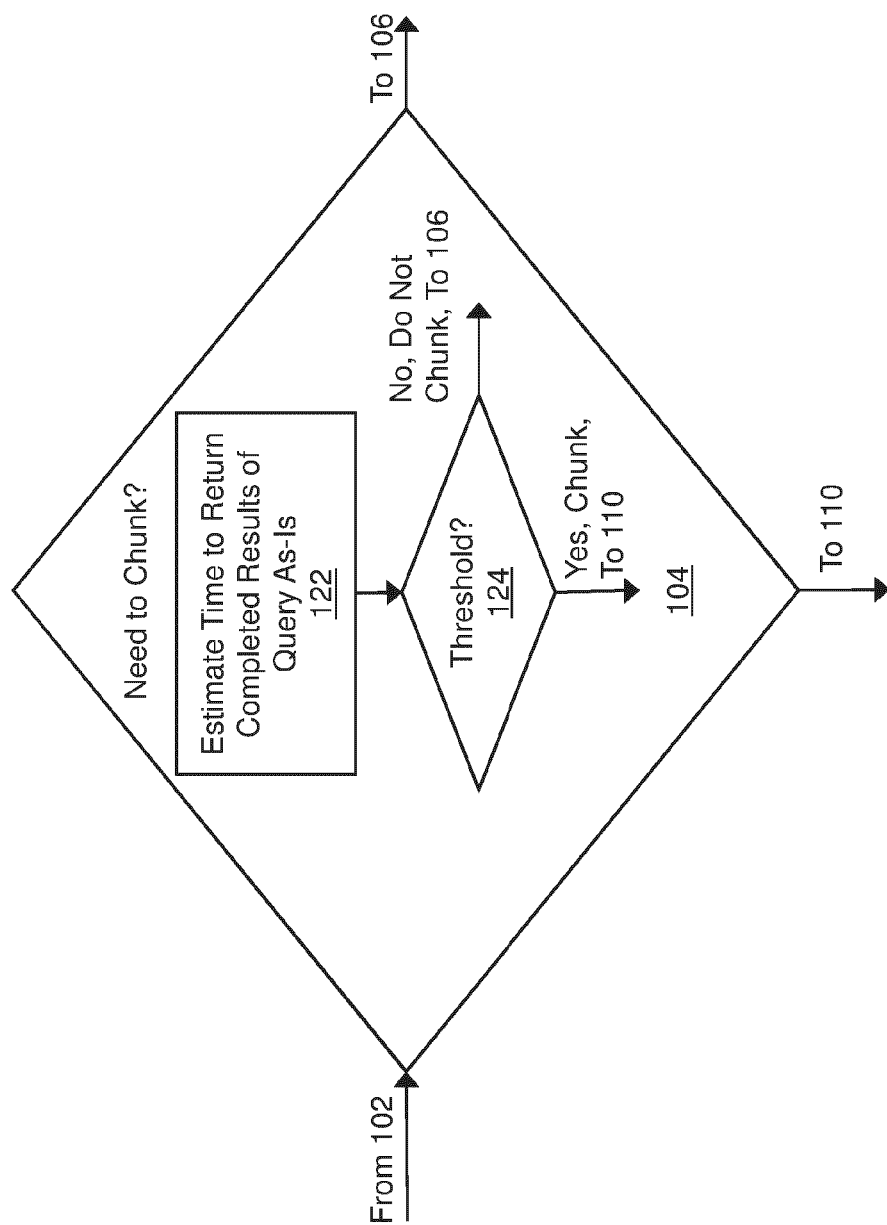 Need to Chunk?
From 102
To 106
Estimate Time to Return
Completed Results of
Query As-Is
122
Threshold?
124
No, Do Not
Chunk, To 106
Yes, Chunk,
To 110
104
To 110